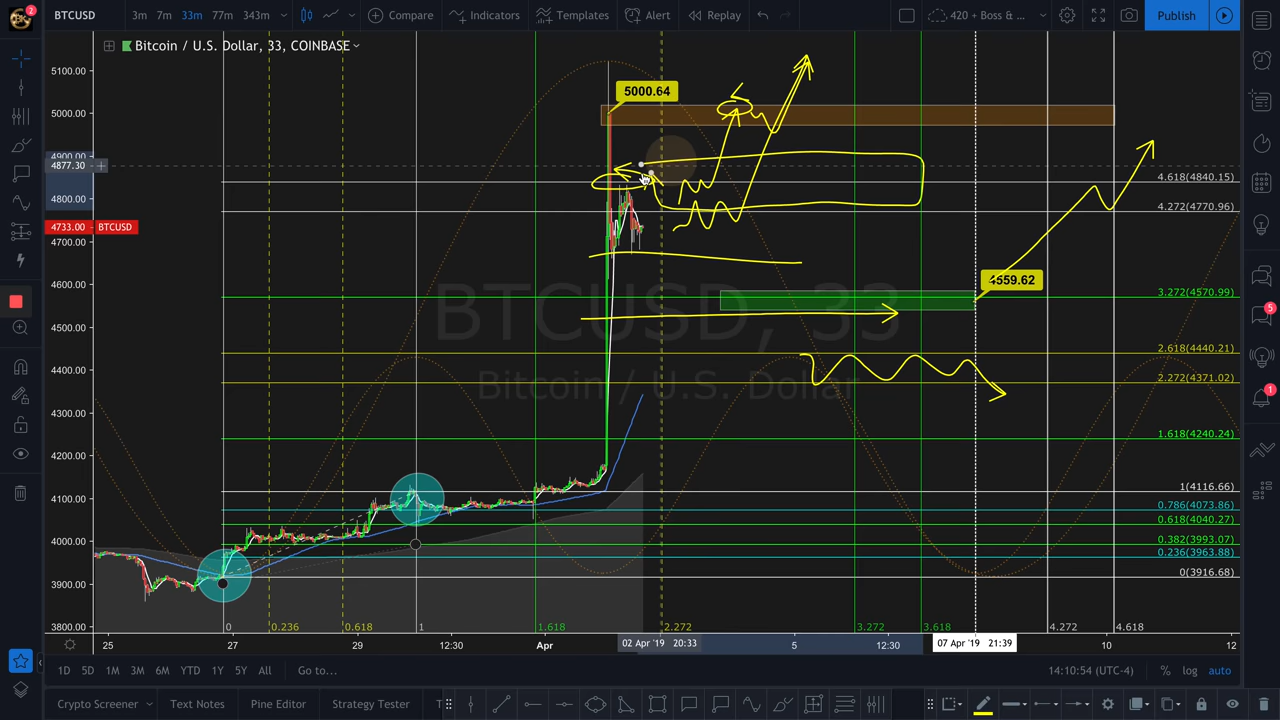 2
BTCUSD
3m 7m 33m 77m 343m
Compare
Indicators
Templates
Alert
Replay
420 + Boss & ...
Publish
Bitcoin / U.S. Dollar, 33, COINBASE
5100.00
5000.00
4900.00
4877.30
4800.00
4733.00 BTCUSD
4700.00
4600.00
4500.00
4400.00
4300.00
4200.00
4100.00
4000.00
3900.00
3800.00
5000.64
4559.62
BTCUSD, 33
Bitcoin / U.S. Dollar
4.618(4840.15)
4.272(4770.96)
3.272(4570.99)
2.618(4440.21)
2.272(4371.02)
1.618(4240.24)
1(4116.66)
0.786(4073.86)
0.618(4040.27)
0.382(3993.07)
0.236(3963.88)
0(3916.68)
0 0.236 0.618 1 1.618 2.272 3.272 3.618 4.272 4.618
25 27 29 12:30 Apr 02 Apr '19 20:33 5 12:30 07 Apr '19 21:39 10 12
5
1
1D 5D 1M 3M 6M YTD 1Y 5Y All Go to...
14:10:54 (UTC-4) % log auto
Crypto Screener Text Notes Pine Editor Strategy Tester T